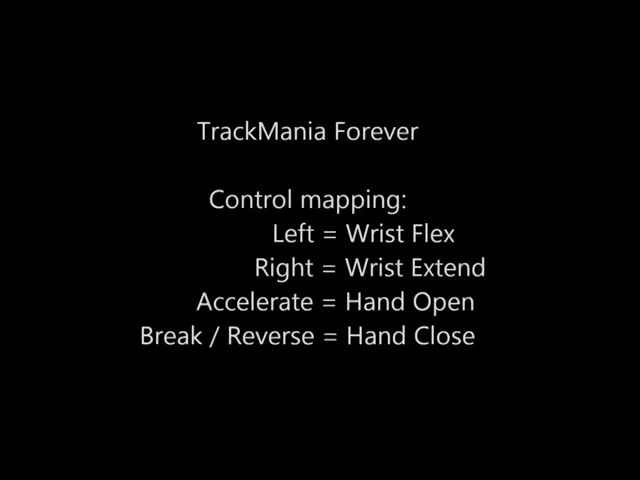 TrackMania Forever
Control mapping:
Left = Wrist Flex
Right = Wrist Extend
Accelerate = Hand Open
Break / Reverse = Hand Close